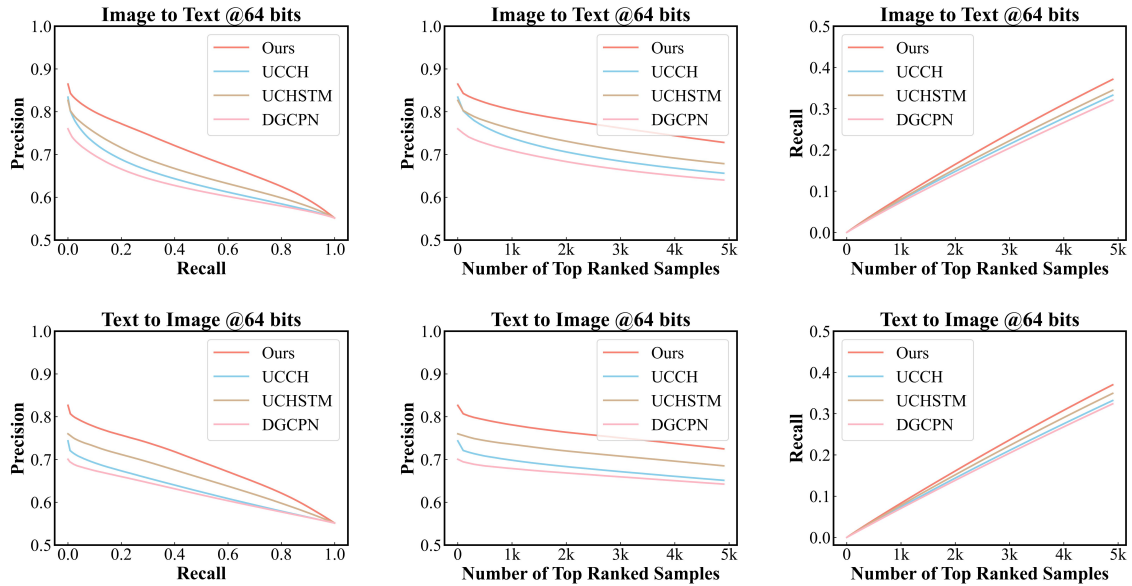 Image to Text @64 bits
1.0
0.9
0.8
0.7
0.6
0.5
Precision
Ours
UCCH
UCHSTM
DGCPN
0.0 0.2 0.4 0.6 0.8 1.0
Recall
Image to Text @64 bits
1.0
0.9
0.8
0.7
0.6
0.5
Precision
Ours
UCCH
UCHSTM
DGCPN
0 1k 2k 3k 4k 5k
Number of Top Ranked Samples
Image to Text @64 bits
0.5
0.4
0.3
0.2
0.1
0.0
Recall
Ours
UCCH
UCHSTM
DGCPN
0 1k 2k 3k 4k 5k
Number of Top Ranked Samples
Text to Image @64 bits
1.0
0.9
0.8
0.7
0.6
0.5
Precision
Ours
UCCH
UCHSTM
DGCPN
0.0 0.2 0.4 0.6 0.8 1.0
Recall
Text to Image @64 bits
1.0
0.9
0.8
0.7
0.6
0.5
Precision
Ours
UCCH
UCHSTM
DGCPN
0 1k 2k 3k 4k 5k
Number of Top Ranked Samples
Text to Image @64 bits
0.5
0.4
0.3
0.2
0.1
0.0
Recall
Ours
UCCH
UCHSTM
DGCPN
0 1k 2k 3k 4k 5k
Number of Top Ranked Samples